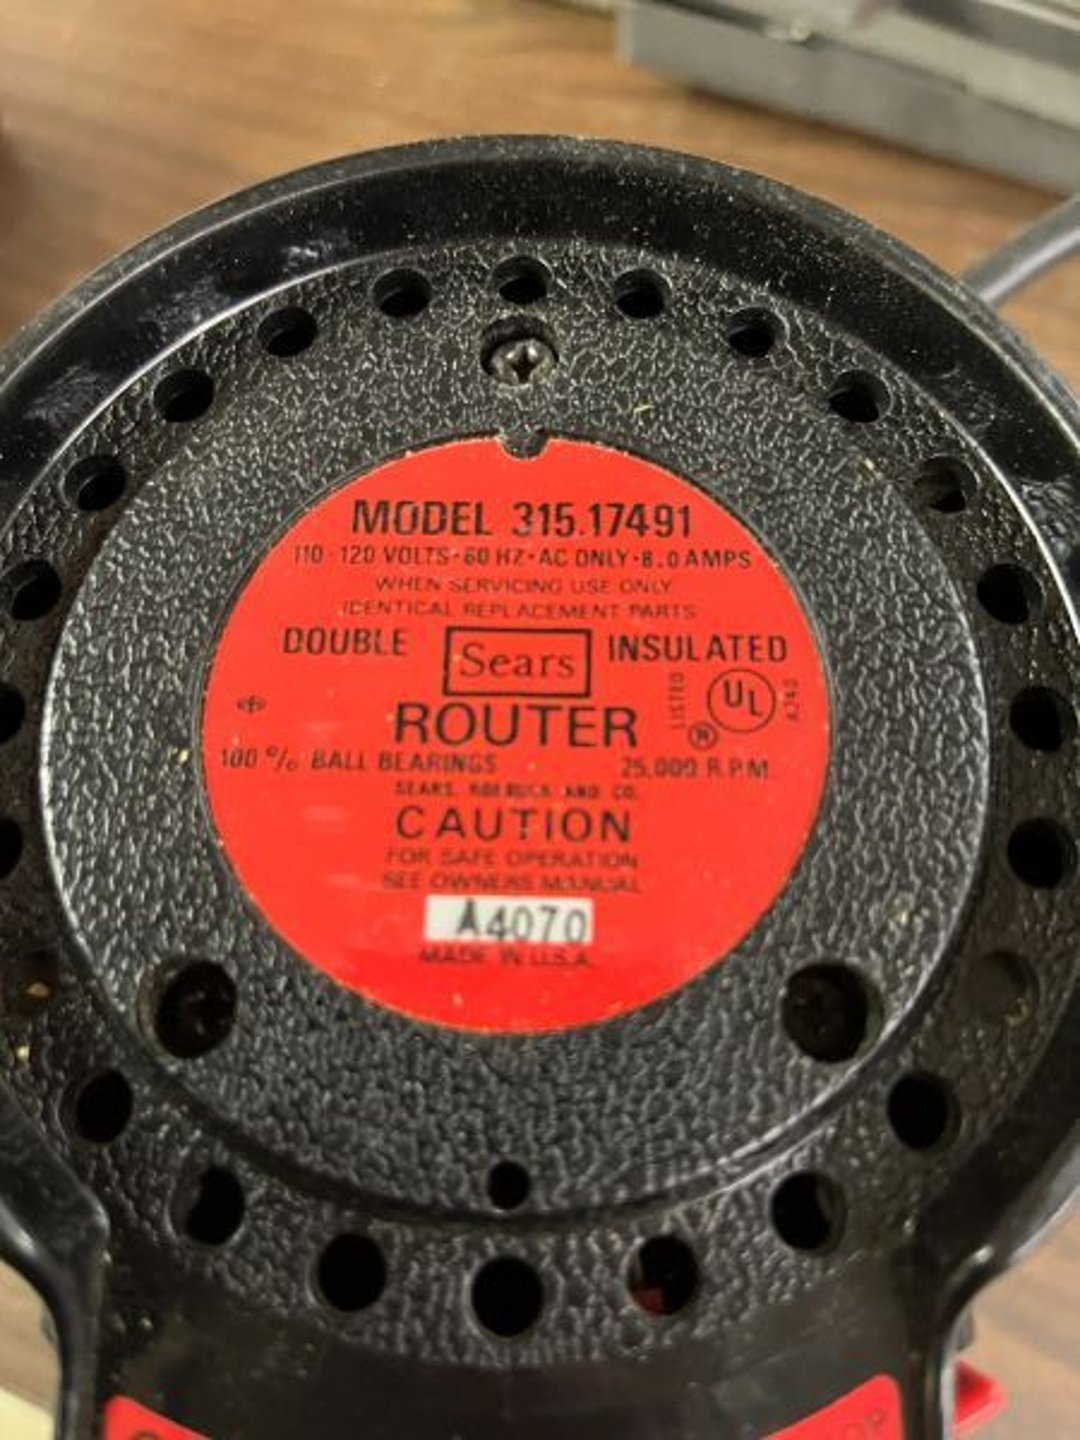 MODEL 315.17491
110-120 VOLTS·60 HZ·AC ONLY·8.0 AMPS
WHEN SERVICING USE ONLY
IDENTICAL REPLACEMENT PARTS
DOUBLE Sears INSULATED
LISTED UL ® A740
ROUTER
100% BALL BEARINGS 25,000 R.P.M.
SEARS, ROEBUCK AND CO.
CAUTION
FOR SAFE OPERATION
SEE OWNERS MANUAL
A4070
MADE IN U.S.A.